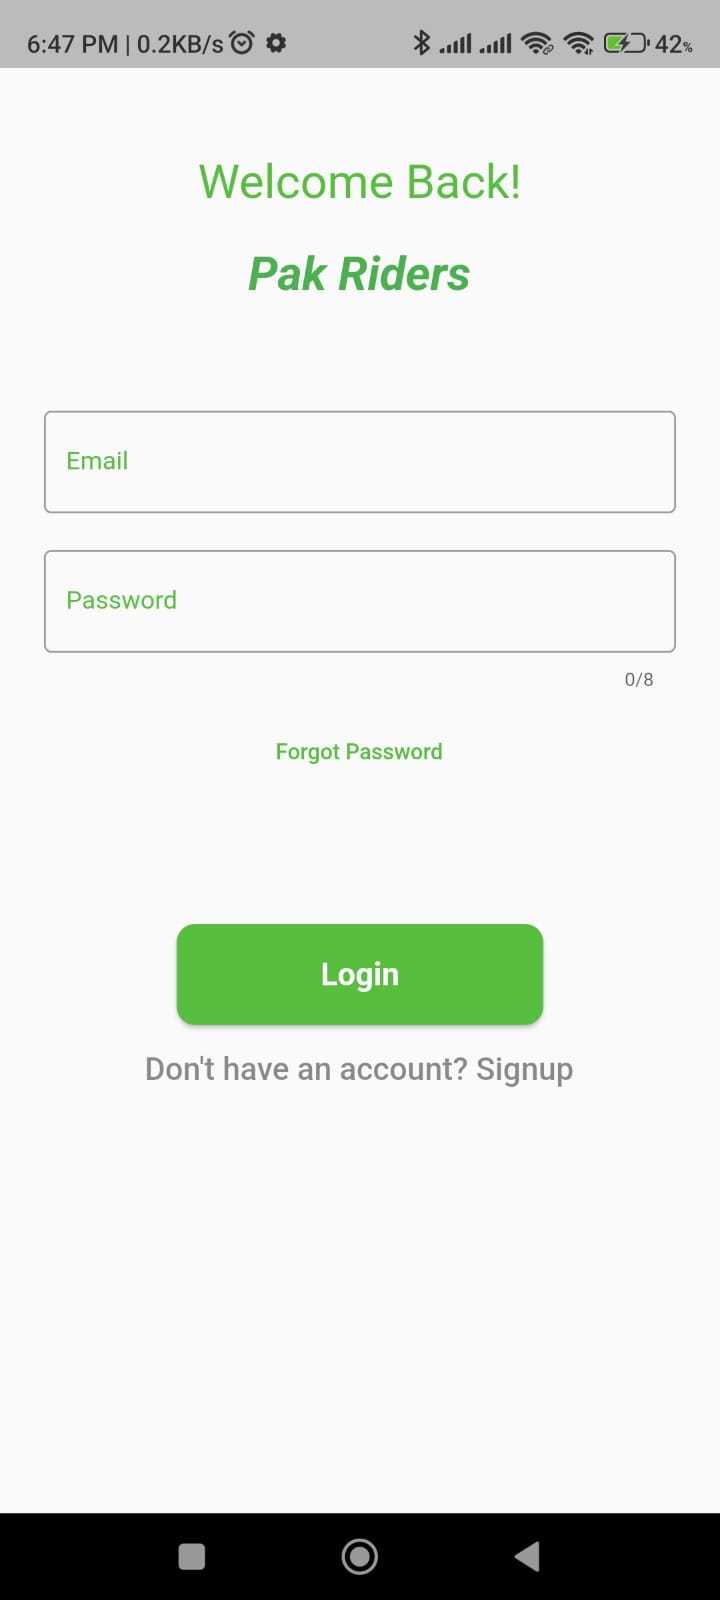 6:47 PM | 0.2KB/s 42%
Welcome Back!
Pak Riders
Email
Password
0/8
Forgot Password
Login
Don't have an account? Signup